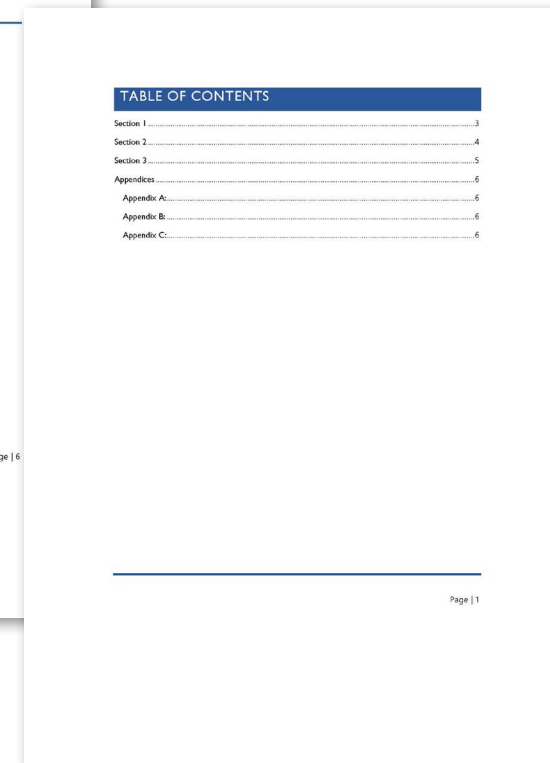 TABLE OF CONTENTS
Section 1........................................................................3
Section 2........................................................................4
Section 3........................................................................5
Appendices........................................................................6
Appendix A:........................................................................6
Appendix B:........................................................................6
Appendix C:........................................................................6
| 6
Page | 1